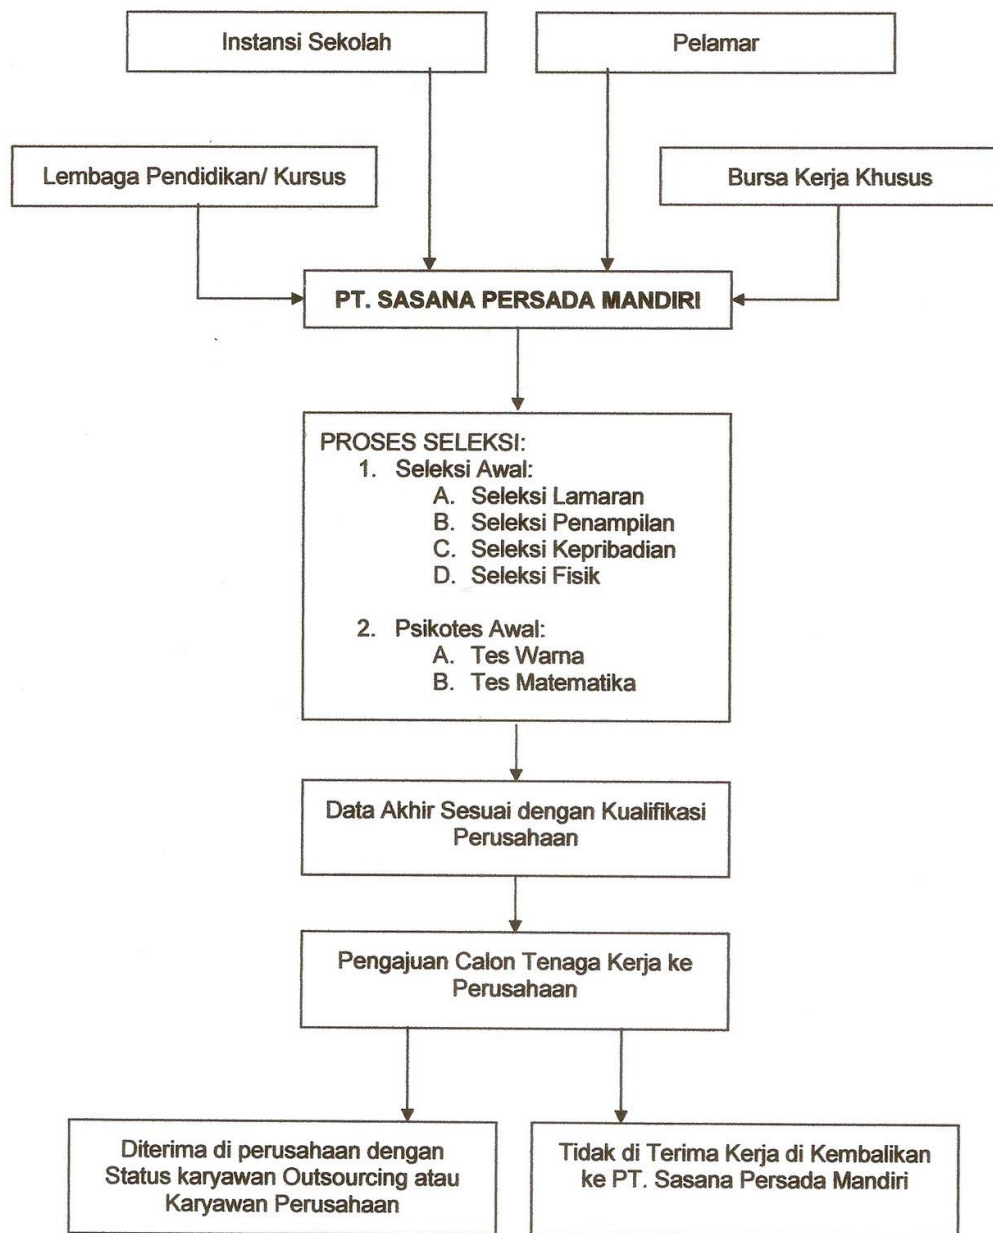 Instansi Sekolah
Pelamar
Lembaga Pendidikan/ Kursus
Bursa Kerja Khusus
PT. SASANA PERSADA MANDIRI
PROSES SELEKSI:
1. Seleksi Awal:
A. Seleksi Lamaran
B. Seleksi Penampilan
C. Seleksi Kepribadian
D. Seleksi Fisik
2. Psikotes Awal:
A. Tes Warna
B. Tes Matematika
Data Akhir Sesuai dengan Kualifikasi
Perusahaan
Pengajuan Calon Tenaga Kerja ke
Perusahaan
Diterima di perusahaan dengan
Status karyawan Outsourcing atau
Karyawan Perusahaan
Tidak di Terima Kerja di Kembalikan
ke PT. Sasana Persada Mandiri